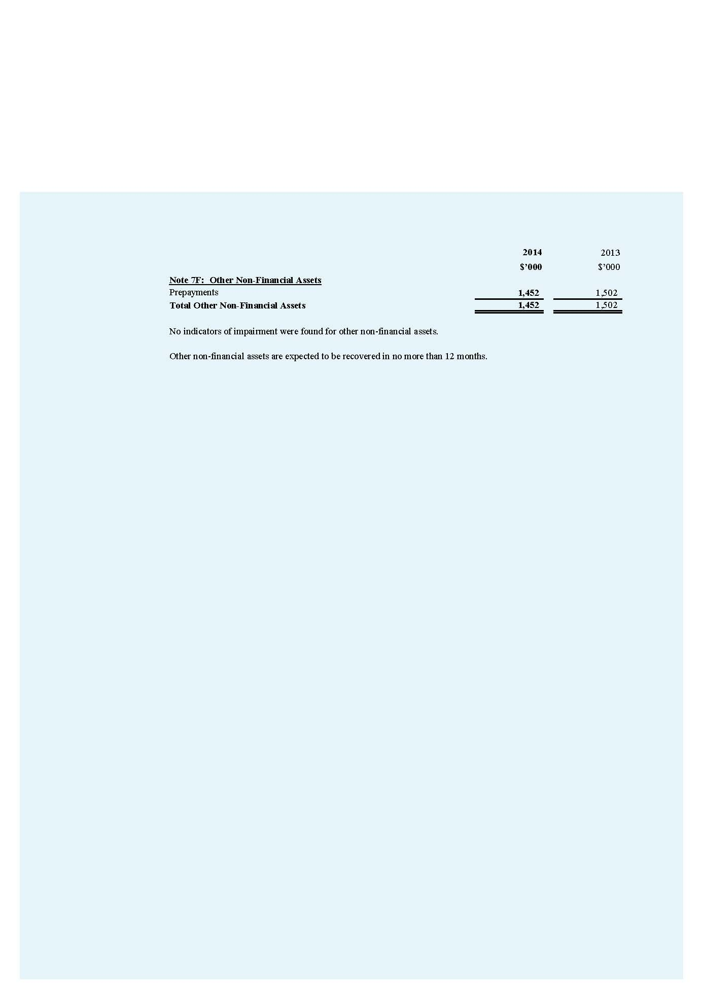 2014 2013
$’000 $’000
Note 7F: Other Non-Financial Assets
Prepayments 1,452 1,502
Total Other Non-Financial Assets 1,452 1,502
No indicators of impairment were found for other non-financial assets.
Other non-financial assets are expected to be recovered in no more than 12 months.